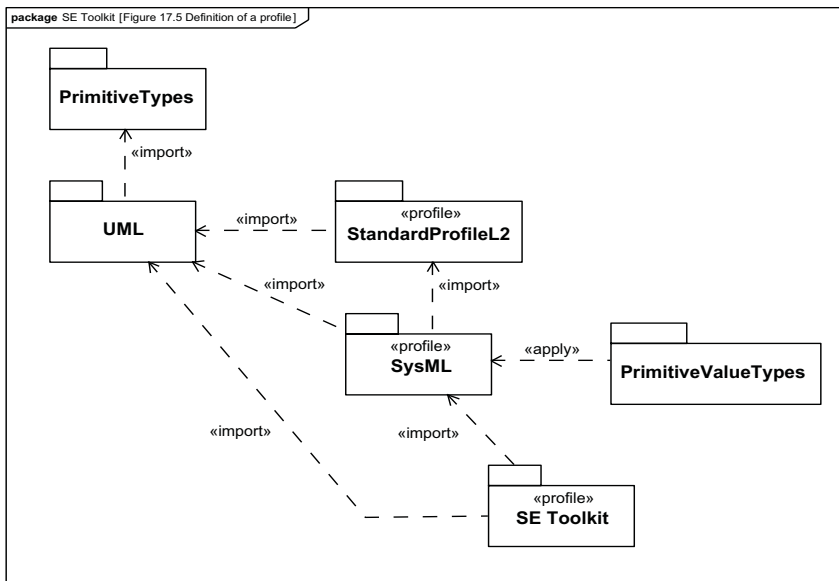 package SE Toolkit [Figure 17.5 Definition of a profile]
PrimitiveTypes
«import»
UML
«import»
«profile»
StandardProfileL2
«import»
«import»
«profile»
SysML
«apply»
PrimitiveValueTypes
«import»
«import»
«profile»
SE Toolkit